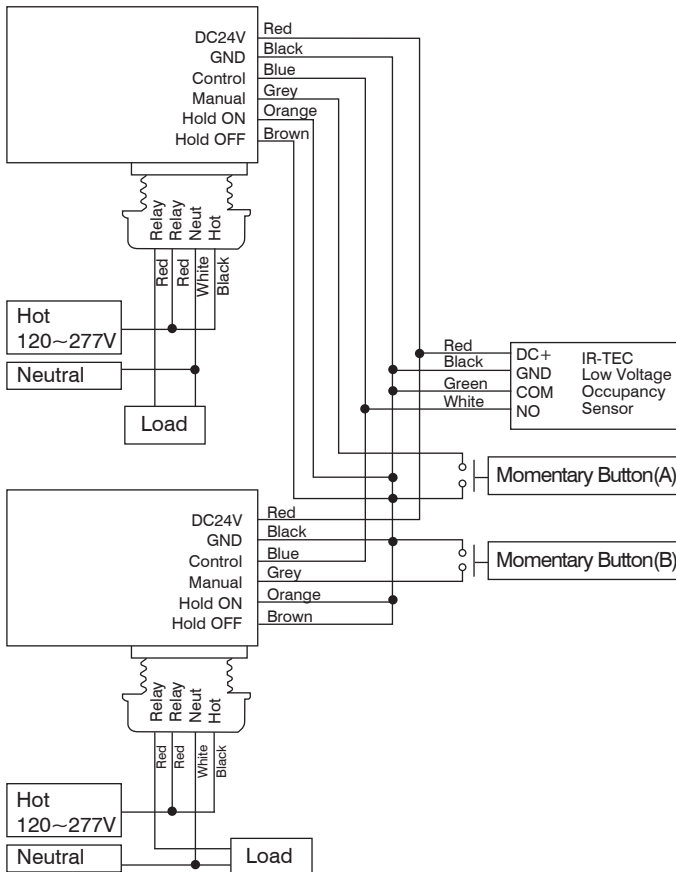 DC24V Red
GND Black
Control Blue
Manual Grey
Hold ON Orange
Hold OFF Brown
Relay
Relay
Neut
Hot
Red
Red
White
Black
Hot
120~277V
Neutral
Load
Red DC+ IR-TEC
Black GND Low Voltage
Green COM Occupancy
White NO Sensor
Momentary Button(A)
DC24V Red
GND Black
Control Blue
Manual Grey
Hold ON Orange
Hold OFF Brown
Momentary Button(B)
Relay
Relay
Neut
Hot
Red
Red
White
Black
Hot
120~277V
Neutral
Load